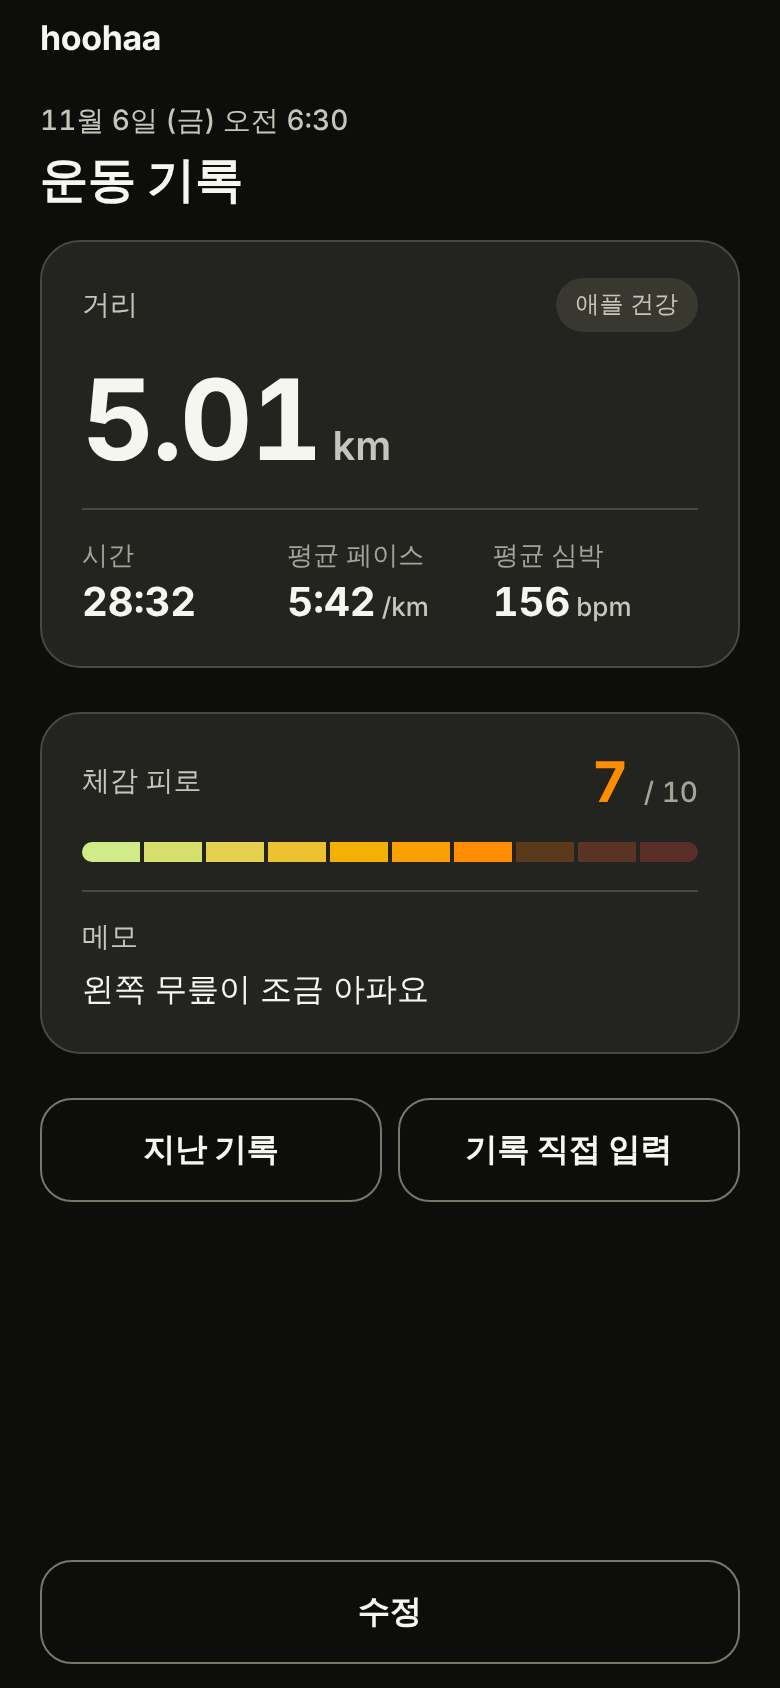 hoohaa
11월 6일 (금) 오전 6:30
운동 기록
거리
애플 건강
5.01 km
시간
평균 페이스
평균 심박
28:32
5:42 /km
156 bpm
체감 피로
7 / 10
메모
왼쪽 무릎이 조금 아파요
지난 기록
기록 직접 입력
수정